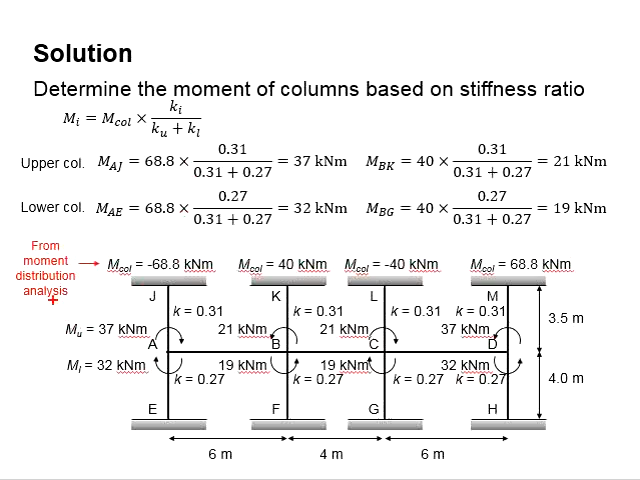 Solution
Determine the moment of columns based on stiffness ratio
M_i = M_col × k_i / (k_u + k_l)
Upper col. M_AJ = 68.8 × 0.31 / (0.31 + 0.27) = 37 kNm M_BK = 40 × 0.31 / (0.31 + 0.27) = 21 kNm
Lower col. M_AE = 68.8 × 0.27 / (0.31 + 0.27) = 32 kNm M_BG = 40 × 0.27 / (0.31 + 0.27) = 19 kNm
From
moment
distribution
analysis
M_col = -68.8 kNm M_col = 40 kNm M_col = -40 kNm M_col = 68.8 kNm
J K L M
k = 0.31 k = 0.31 k = 0.31 k = 0.31
3.5 m
M_u = 37 kNm 21 kNm 21 kNm 37 kNm
A B C D
M_l = 32 kNm 19 kNm 19 kNm 32 kNm
k = 0.27 k = 0.27 k = 0.27 k = 0.27
4.0 m
E F G H
6 m 4 m 6 m